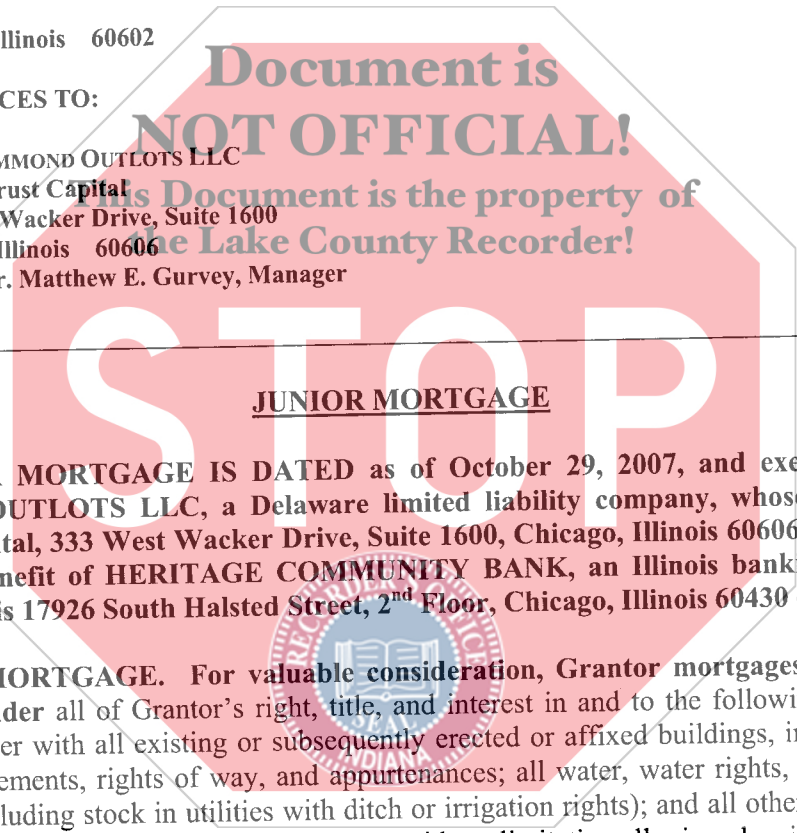 llinois 60602
Document is
CES TO:
NOT OFFICIAL!
MMOND OUTLOTS LLC
rust Capital
This Document is the property of
Wacker Drive, Suite 1600
the Lake County Recorder!
Illinois 60606
r. Matthew E. Gurvey, Manager
STOP
JUNIOR MORTGAGE
MORTGAGE IS DATED as of October 29, 2007, and exe
OUTLOTS LLC, a Delaware limited liability company, whose
tal, 333 West Wacker Drive, Suite 1600, Chicago, Illinois 60606
nefit of HERITAGE COMMUNITY BANK, an Illinois banki
is 17926 South Halsted Street, 2nd Floor, Chicago, Illinois 60430
RECORDER'S OFFICE
SEAL
INDIANA
MORTGAGE. For valuable consideration, Grantor mortgages
der all of Grantor's right, title, and interest in and to the followi
er with all existing or subsequently erected or affixed buildings, i
ements, rights of way, and appurtenances; all water, water rights,
luding stock in utilities with ditch or irrigation rights); and all othe